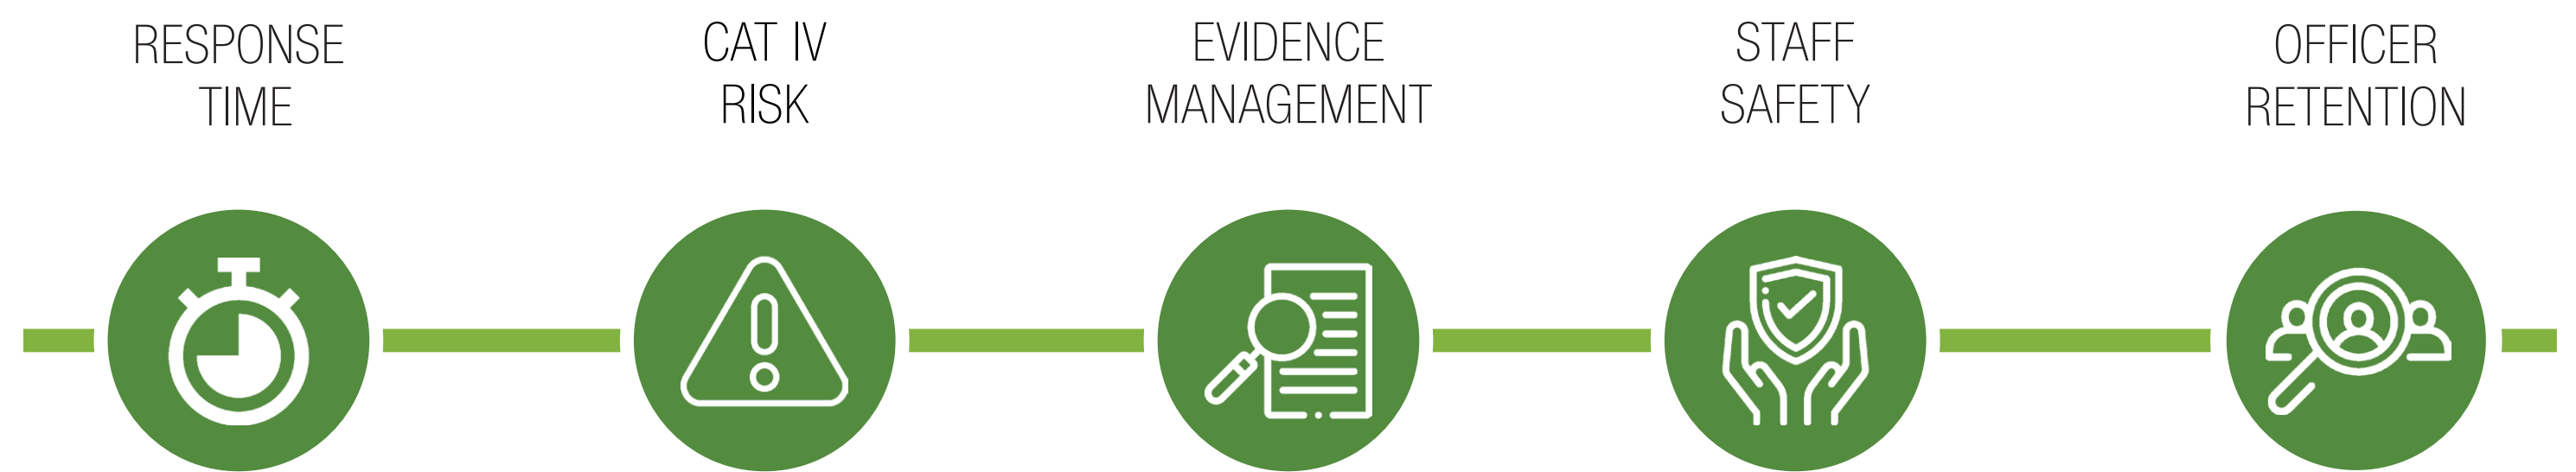 RESPONSE
TIME
CAT IV
RISK
EVIDENCE
MANAGEMENT
STAFF
SAFETY
OFFICER
RETENTION